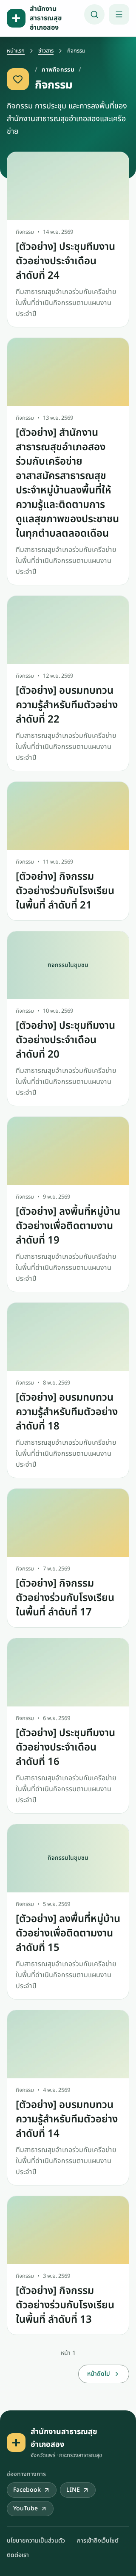 สำนักงาน
สาธารณสุข
อำเภอสอง
หน้าแรก > ข่าวสาร > กิจกรรม
/ ภาพกิจกรรม /
กิจกรรม
กิจกรรม การประชุม และการลงพื้นที่ของ
สำนักงานสาธารณสุขอำเภอสองและเครือ
ข่าย
กิจกรรม • 14 พ.ย. 2569
[ตัวอย่าง] ประชุมทีมงาน
ตัวอย่างประจำเดือน
ลำดับที่ 24
ทีมสาธารณสุขอำเภอร่วมกับเครือข่าย
ในพื้นที่ดำเนินกิจกรรมตามแผนงาน
ประจำปี
กิจกรรม • 13 พ.ย. 2569
[ตัวอย่าง] สำนักงาน
สาธารณสุขอำเภอสอง
ร่วมกับเครือข่าย
อาสาสมัครสาธารณสุข
ประจำหมู่บ้านลงพื้นที่ให้
ความรู้และติดตามการ
ดูแลสุขภาพของประชาชน
ในทุกตำบลตลอดเดือน
ทีมสาธารณสุขอำเภอร่วมกับเครือข่าย
ในพื้นที่ดำเนินกิจกรรมตามแผนงาน
ประจำปี
กิจกรรม • 12 พ.ย. 2569
[ตัวอย่าง] อบรมทบทวน
ความรู้สำหรับทีมตัวอย่าง
ลำดับที่ 22
ทีมสาธารณสุขอำเภอร่วมกับเครือข่าย
ในพื้นที่ดำเนินกิจกรรมตามแผนงาน
ประจำปี
กิจกรรม • 11 พ.ย. 2569
[ตัวอย่าง] กิจกรรม
ตัวอย่างร่วมกับโรงเรียน
ในพื้นที่ ลำดับที่ 21
กิจกรรมในชุมชน
กิจกรรม • 10 พ.ย. 2569
[ตัวอย่าง] ประชุมทีมงาน
ตัวอย่างประจำเดือน
ลำดับที่ 20
ทีมสาธารณสุขอำเภอร่วมกับเครือข่าย
ในพื้นที่ดำเนินกิจกรรมตามแผนงาน
ประจำปี
กิจกรรม • 9 พ.ย. 2569
[ตัวอย่าง] ลงพื้นที่หมู่บ้าน
ตัวอย่างเพื่อติดตามงาน
ลำดับที่ 19
ทีมสาธารณสุขอำเภอร่วมกับเครือข่าย
ในพื้นที่ดำเนินกิจกรรมตามแผนงาน
ประจำปี
กิจกรรม • 8 พ.ย. 2569
[ตัวอย่าง] อบรมทบทวน
ความรู้สำหรับทีมตัวอย่าง
ลำดับที่ 18
ทีมสาธารณสุขอำเภอร่วมกับเครือข่าย
ในพื้นที่ดำเนินกิจกรรมตามแผนงาน
ประจำปี
กิจกรรม • 7 พ.ย. 2569
[ตัวอย่าง] กิจกรรม
ตัวอย่างร่วมกับโรงเรียน
ในพื้นที่ ลำดับที่ 17
กิจกรรม • 6 พ.ย. 2569
[ตัวอย่าง] ประชุมทีมงาน
ตัวอย่างประจำเดือน
ลำดับที่ 16
ทีมสาธารณสุขอำเภอร่วมกับเครือข่าย
ในพื้นที่ดำเนินกิจกรรมตามแผนงาน
ประจำปี
กิจกรรมในชุมชน
กิจกรรม • 5 พ.ย. 2569
[ตัวอย่าง] ลงพื้นที่หมู่บ้าน
ตัวอย่างเพื่อติดตามงาน
ลำดับที่ 15
ทีมสาธารณสุขอำเภอร่วมกับเครือข่าย
ในพื้นที่ดำเนินกิจกรรมตามแผนงาน
ประจำปี
กิจกรรม • 4 พ.ย. 2569
[ตัวอย่าง] อบรมทบทวน
ความรู้สำหรับทีมตัวอย่าง
ลำดับที่ 14
ทีมสาธารณสุขอำเภอร่วมกับเครือข่าย
ในพื้นที่ดำเนินกิจกรรมตามแผนงาน
ประจำปี
กิจกรรม • 3 พ.ย. 2569
[ตัวอย่าง] กิจกรรม
ตัวอย่างร่วมกับโรงเรียน
ในพื้นที่ ลำดับที่ 13
หน้า 1
หน้าถัดไป
สำนักงานสาธารณสุข
อำเภอสอง
จังหวัดแพร่ · กระทรวงสาธารณสุข
ช่องทางทางการ
Facebook LINE
YouTube
นโยบายความเป็นส่วนตัว การเข้าถึงเว็บไซต์
ติดต่อเรา